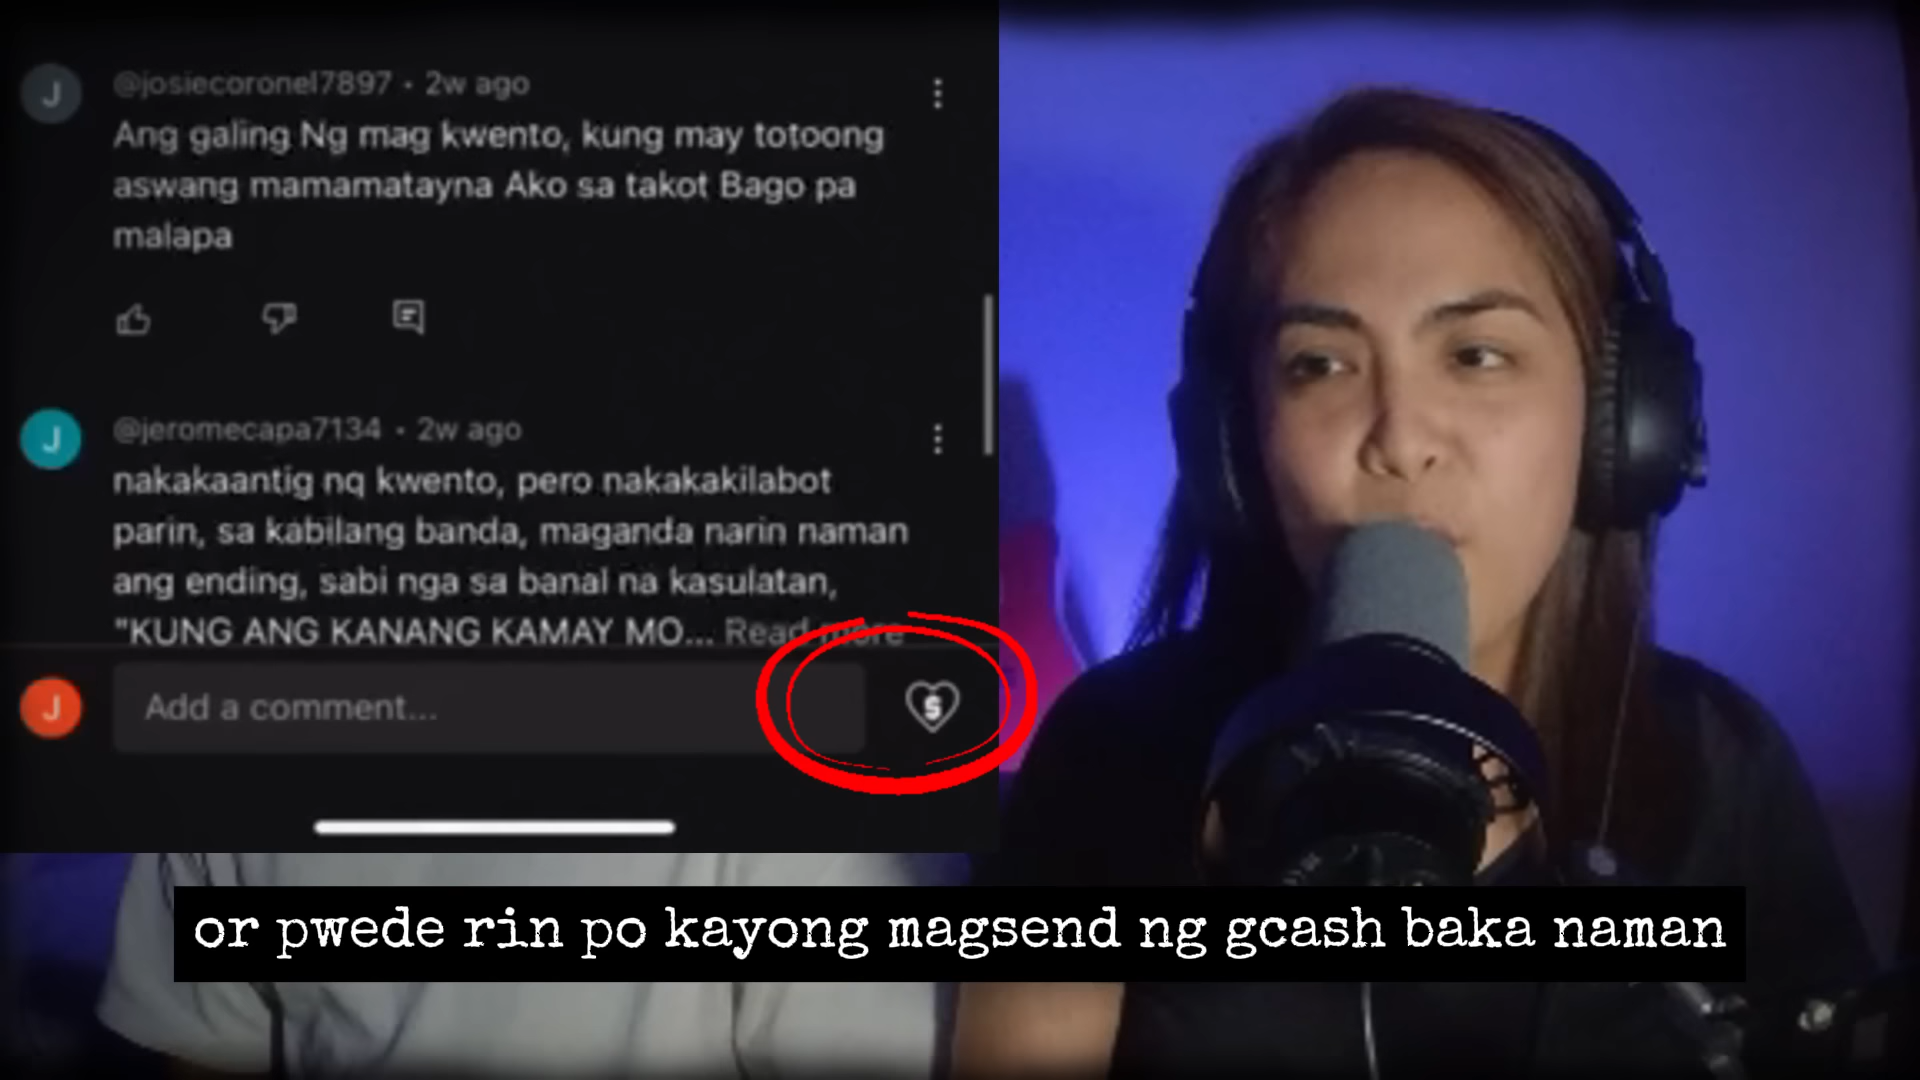 J
@josiecoronel7897 • 2w ago
Ang galing Ng mag kwento, kung may totoong
aswang mamamatayna Ako sa takot Bago pa
malapa
J
@jeromecapa7134 • 2w ago
nakakaantig nq kwento, pero nakakakilabot
parin, sa kabilang banda, maganda narin naman
ang ending, sabi nga sa banal na kasulatan,
"KUNG ANG KANANG KAMAY MO... Read more
J
Add a comment...
$
or pwede rin po kayong magsend ng gcash baka naman